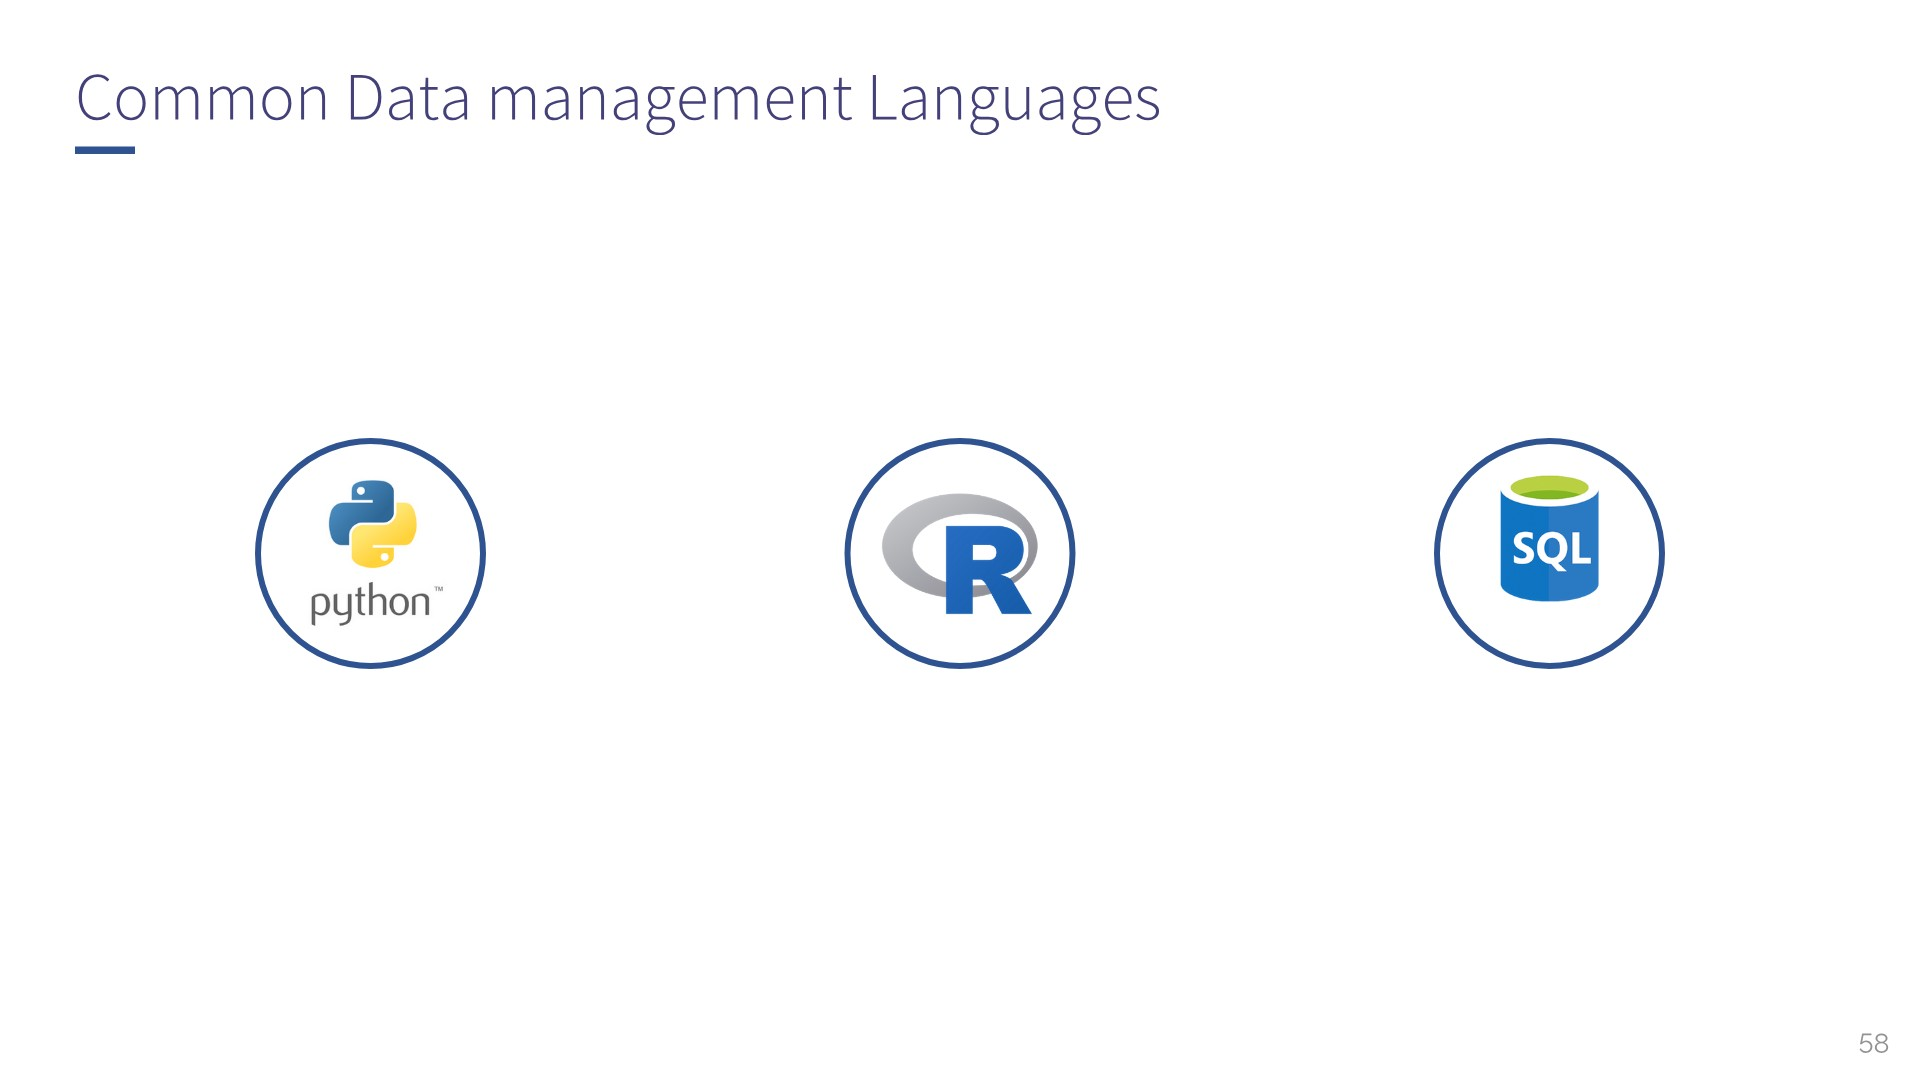 Common Data management Languages
python™
R
SQL
58